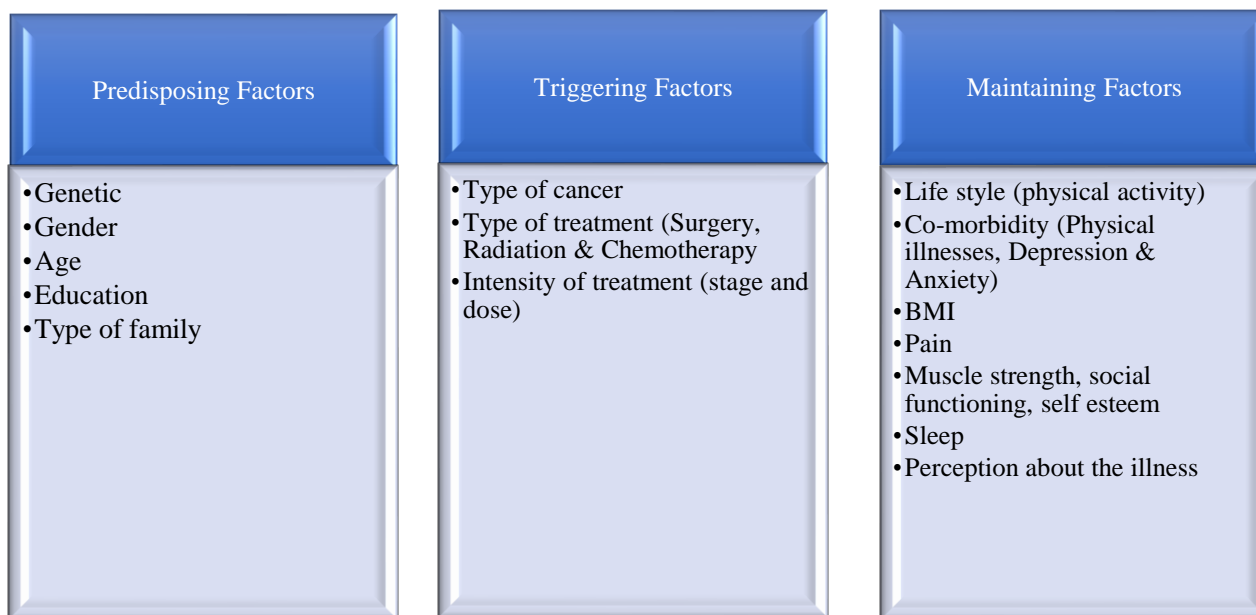 Predisposing Factors
•Genetic
•Gender
•Age
•Education
•Type of family
Triggering Factors
•Type of cancer
•Type of treatment (Surgery,
Radiation & Chemotherapy
•Intensity of treatment (stage and
dose)
Maintaining Factors
•Life style (physical activity)
•Co-morbidity (Physical
illnesses, Depression &
Anxiety)
•BMI
•Pain
•Muscle strength, social
functioning, self esteem
•Sleep
•Perception about the illness